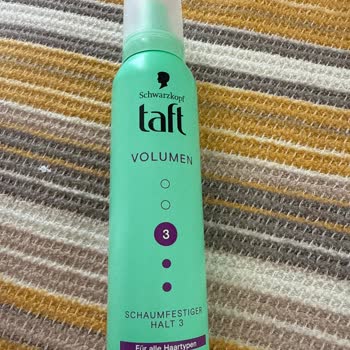 Schwarzkopf
taft
VOLUMEN
3
SCHAUMFESTIGER
HALT 3
Für alle Haartypen